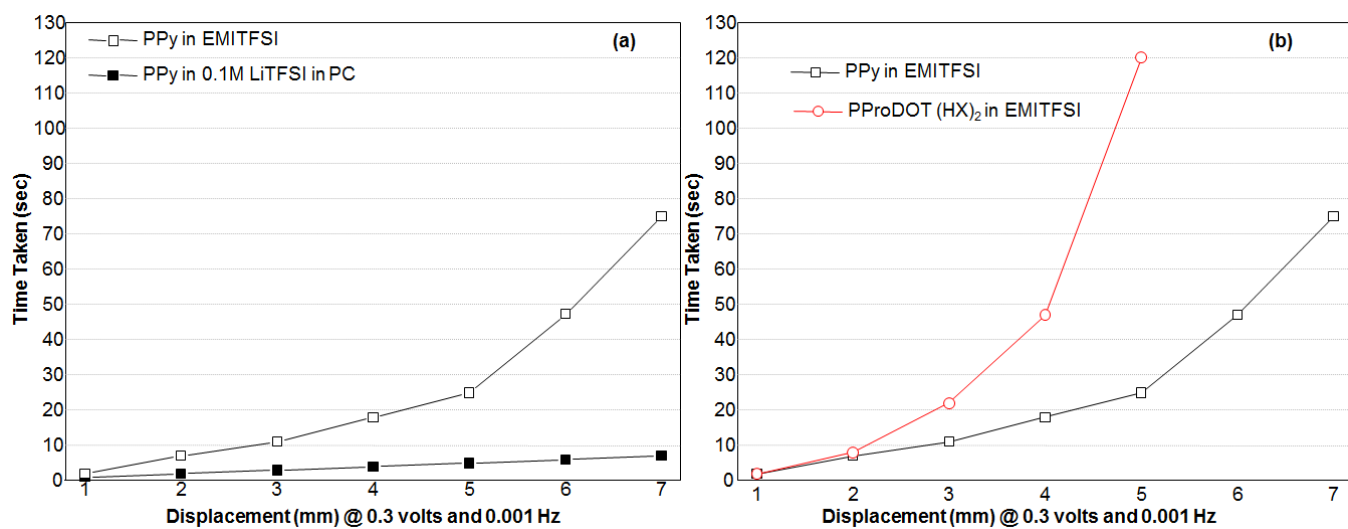 130
120
110
100
90
80
70
60
50
40
30
20
10
0
Time Taken (sec)
PPy in EMITFSI
PPy in 0.1M LiTFSI in PC
(a)
1 2 3 4 5 6 7
Displacement (mm) @ 0.3 volts and 0.001 Hz
130
120
110
100
90
80
70
60
50
40
30
20
10
0
Time Taken (sec)
(b)
PPy in EMITFSI
PProDOT (HX)₂ in EMITFSI
1 2 3 4 5 6 7
Displacement (mm) @ 0.3 volts and 0.001 Hz